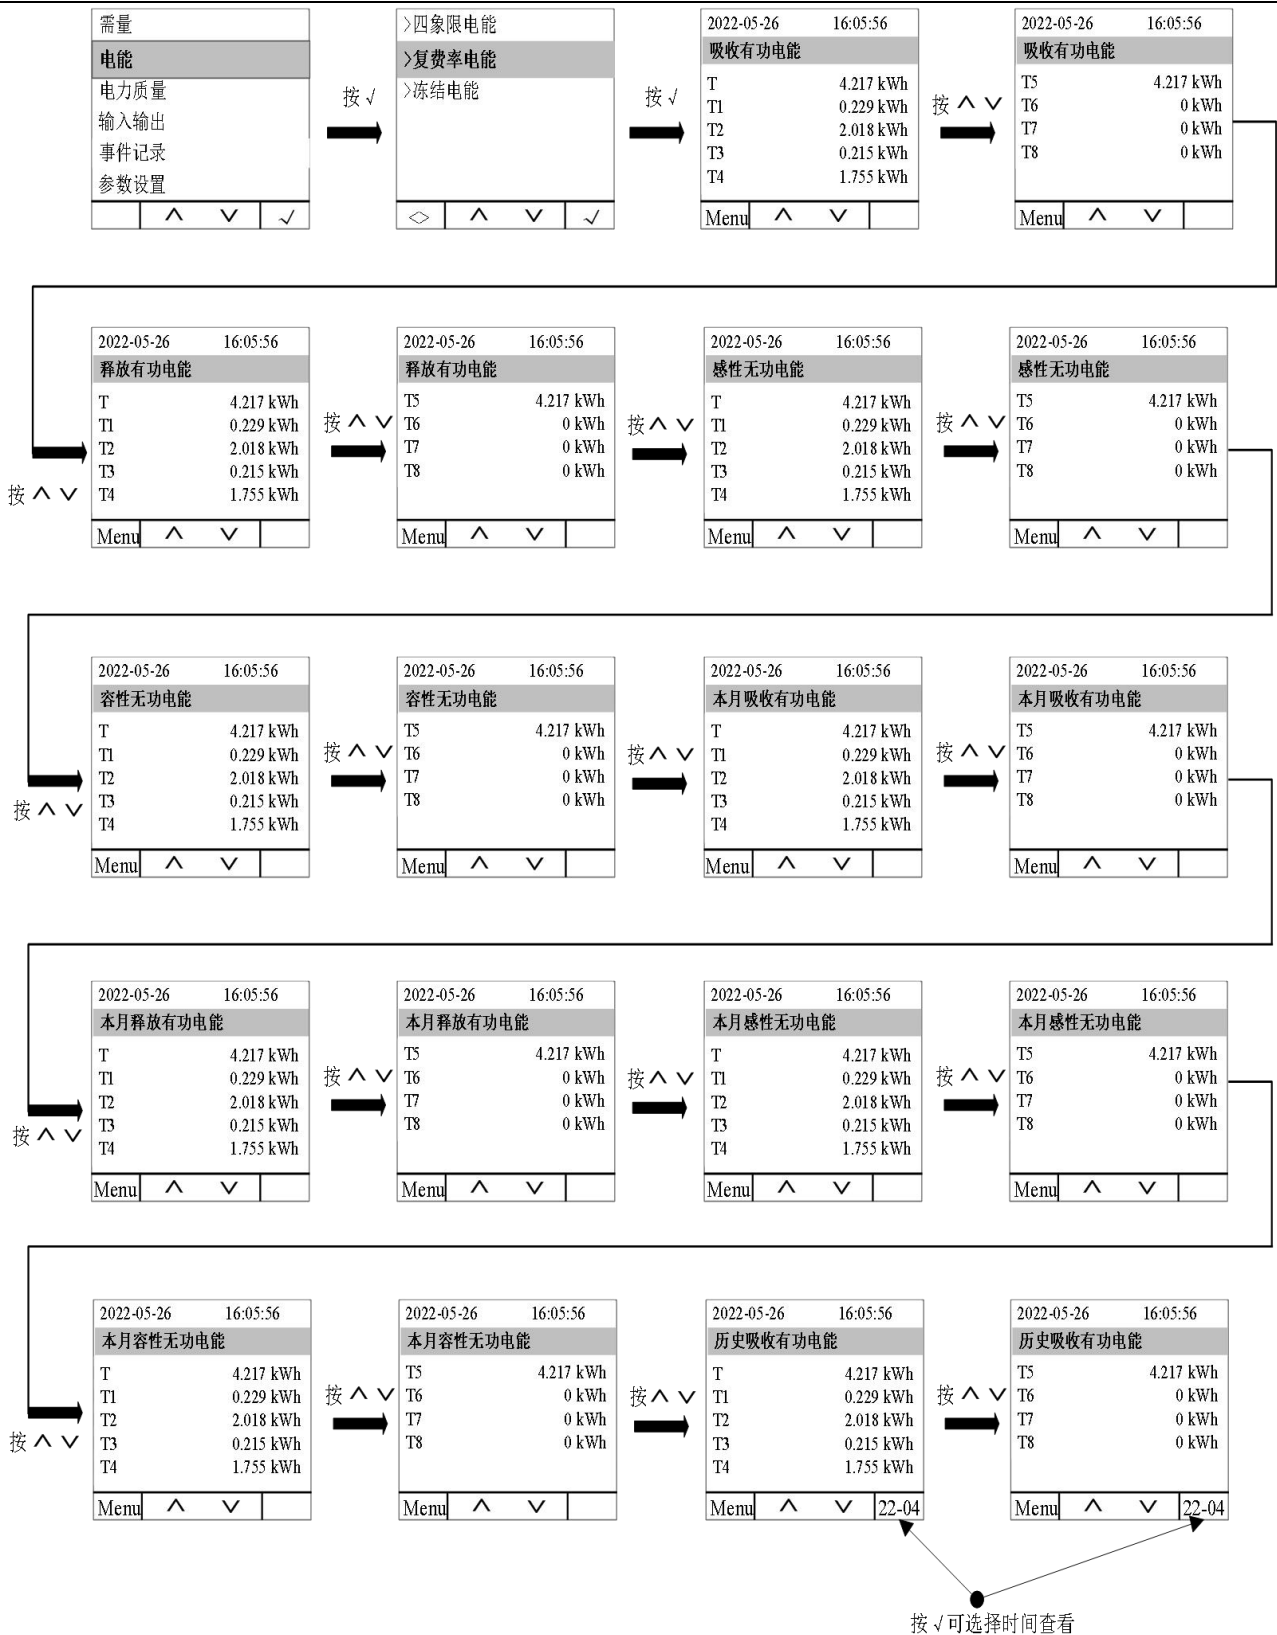 需量
电能
电力质量
输入输出
事件记录
参数设置
∧ ∨ √
按 √
>四象限电能
>复费率电能
>冻结电能
◇ ∧ ∨ √
按 √
2022-05-26 16:05:56
吸收有功电能
T 4.217 kWh
T1 0.229 kWh
T2 2.018 kWh
T3 0.215 kWh
T4 1.755 kWh
Menu ∧ ∨
按 ∧ ∨
2022-05-26 16:05:56
吸收有功电能
T5 4.217 kWh
T6 0 kWh
T7 0 kWh
T8 0 kWh
Menu ∧ ∨
按 ∧ ∨
2022-05-26 16:05:56
释放有功电能
T 4.217 kWh
T1 0.229 kWh
T2 2.018 kWh
T3 0.215 kWh
T4 1.755 kWh
Menu ∧ ∨
按 ∧ ∨
2022-05-26 16:05:56
释放有功电能
T5 4.217 kWh
T6 0 kWh
T7 0 kWh
T8 0 kWh
Menu ∧ ∨
按 ∧ ∨
2022-05-26 16:05:56
感性无功电能
T 4.217 kWh
T1 0.229 kWh
T2 2.018 kWh
T3 0.215 kWh
T4 1.755 kWh
Menu ∧ ∨
按 ∧ ∨
2022-05-26 16:05:56
感性无功电能
T5 4.217 kWh
T6 0 kWh
T7 0 kWh
T8 0 kWh
Menu ∧ ∨
按 ∧ ∨
2022-05-26 16:05:56
容性无功电能
T 4.217 kWh
T1 0.229 kWh
T2 2.018 kWh
T3 0.215 kWh
T4 1.755 kWh
Menu ∧ ∨
按 ∧ ∨
2022-05-26 16:05:56
容性无功电能
T5 4.217 kWh
T6 0 kWh
T7 0 kWh
T8 0 kWh
Menu ∧ ∨
按 ∧ ∨
2022-05-26 16:05:56
本月吸收有功电能
T 4.217 kWh
T1 0.229 kWh
T2 2.018 kWh
T3 0.215 kWh
T4 1.755 kWh
Menu ∧ ∨
按 ∧ ∨
2022-05-26 16:05:56
本月吸收有功电能
T5 4.217 kWh
T6 0 kWh
T7 0 kWh
T8 0 kWh
Menu ∧ ∨
按 ∧ ∨
2022-05-26 16:05:56
本月释放有功电能
T 4.217 kWh
T1 0.229 kWh
T2 2.018 kWh
T3 0.215 kWh
T4 1.755 kWh
Menu ∧ ∨
按 ∧ ∨
2022-05-26 16:05:56
本月释放有功电能
T5 4.217 kWh
T6 0 kWh
T7 0 kWh
T8 0 kWh
Menu ∧ ∨
按 ∧ ∨
2022-05-26 16:05:56
本月感性无功电能
T 4.217 kWh
T1 0.229 kWh
T2 2.018 kWh
T3 0.215 kWh
T4 1.755 kWh
Menu ∧ ∨
按 ∧ ∨
2022-05-26 16:05:56
本月感性无功电能
T5 4.217 kWh
T6 0 kWh
T7 0 kWh
T8 0 kWh
Menu ∧ ∨
按 ∧ ∨
2022-05-26 16:05:56
本月容性无功电能
T 4.217 kWh
T1 0.229 kWh
T2 2.018 kWh
T3 0.215 kWh
T4 1.755 kWh
Menu ∧ ∨
按 ∧ ∨
2022-05-26 16:05:56
本月容性无功电能
T5 4.217 kWh
T6 0 kWh
T7 0 kWh
T8 0 kWh
Menu ∧ ∨
按 ∧ ∨
2022-05-26 16:05:56
历史吸收有功电能
T 4.217 kWh
T1 0.229 kWh
T2 2.018 kWh
T3 0.215 kWh
T4 1.755 kWh
Menu ∧ ∨ 22-04
按 ∧ ∨
2022-05-26 16:05:56
历史吸收有功电能
T5 4.217 kWh
T6 0 kWh
T7 0 kWh
T8 0 kWh
Menu ∧ ∨ 22-04
按 √ 可选择时间查看